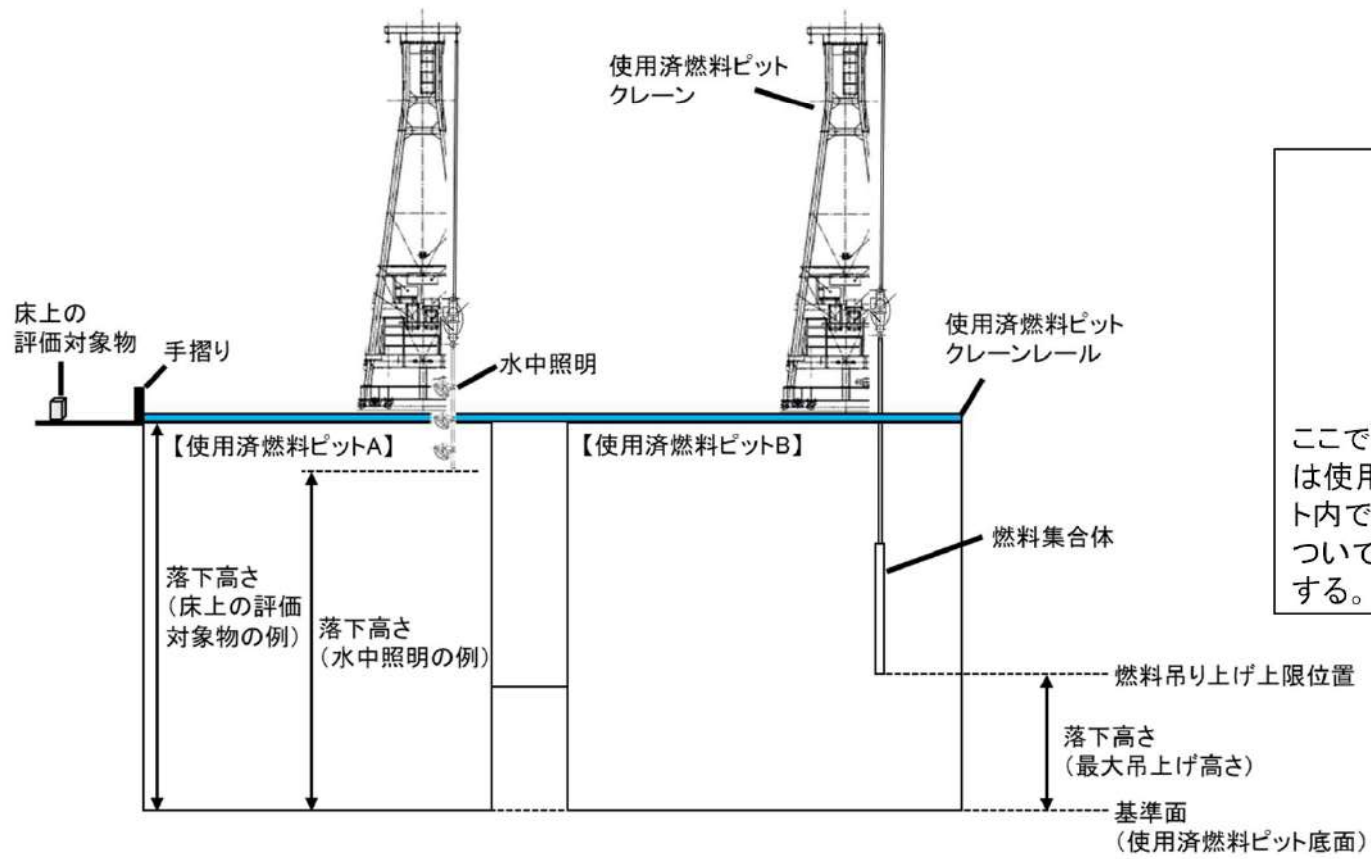 使用済燃料ピット
クレーン
床上の
評価対象物
手摺り
水中照明
使用済燃料ピット
クレーンレール
【使用済燃料ピットA】
【使用済燃料ピットB】
燃料集合体
落下高さ
（床上の評価
対象物の例）
落下高さ
（水中照明の例）
燃料吊り上げ上限位置
落下高さ
（最大吊上げ高さ）
基準面
（使用済燃料ピット底面）
ここで
は使用
ト内で
ついて
する。